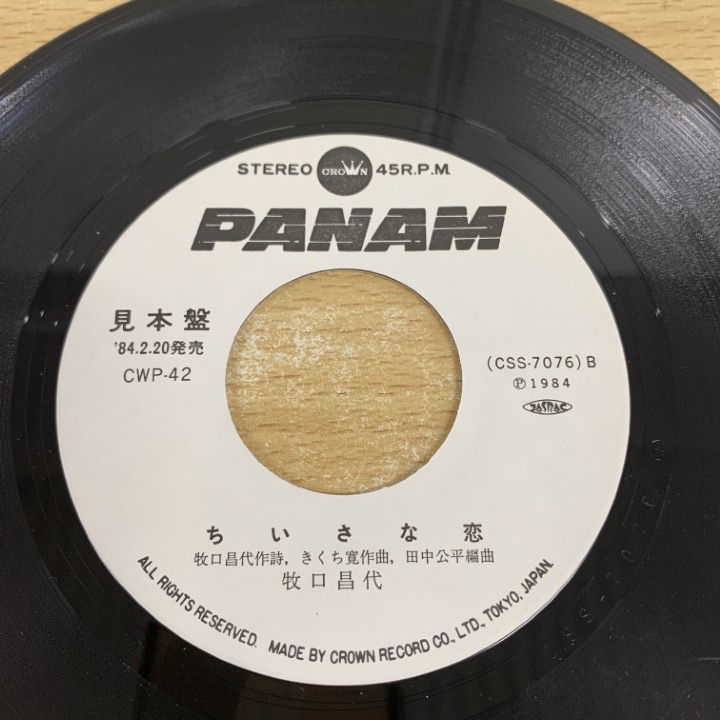 STEREO CROWN 45R.P.M.
PANAM
見本盤
'84.2.20発売
CWP-42
(CSS-7076) B
Ⓟ1984
JASRAC
ちいさな恋
牧口昌代作詩, きくち寛作曲, 田中公平編曲
牧口昌代
ALL RIGHTS RESERVED. MADE BY CROWN RECORD CO., LTD., TOKYO, JAPAN.